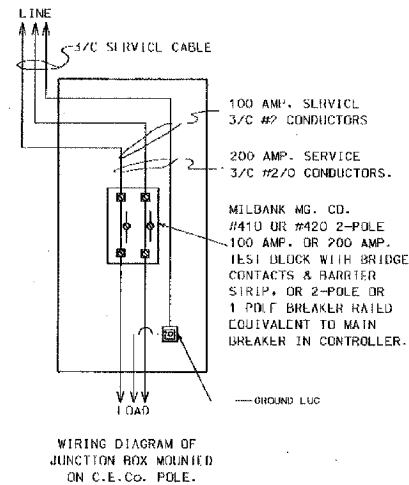 LINE
3/C SERVICE CABLE
100 AMP. SERVICE
3/C #2 CONDUCTORS
200 AMP. SERVICE
3/C #2/0 CONDUCTORS.
MILBANK MG. CO.
#410 OR #420 2-POLE
100 AMP. OR 200 AMP.
TEST BLOCK WITH BRIDGE
CONTACTS & BARRIER
STRIP, OR 2-POLE OR
1 POLE BREAKER RATED
EQUIVALENT TO MAIN
BREAKER IN CONTROLLER.
GROUND LUG
LOAD
WIRING DIAGRAM OF
JUNCTION BOX MOUNTED
ON C.E.Co. POLE.